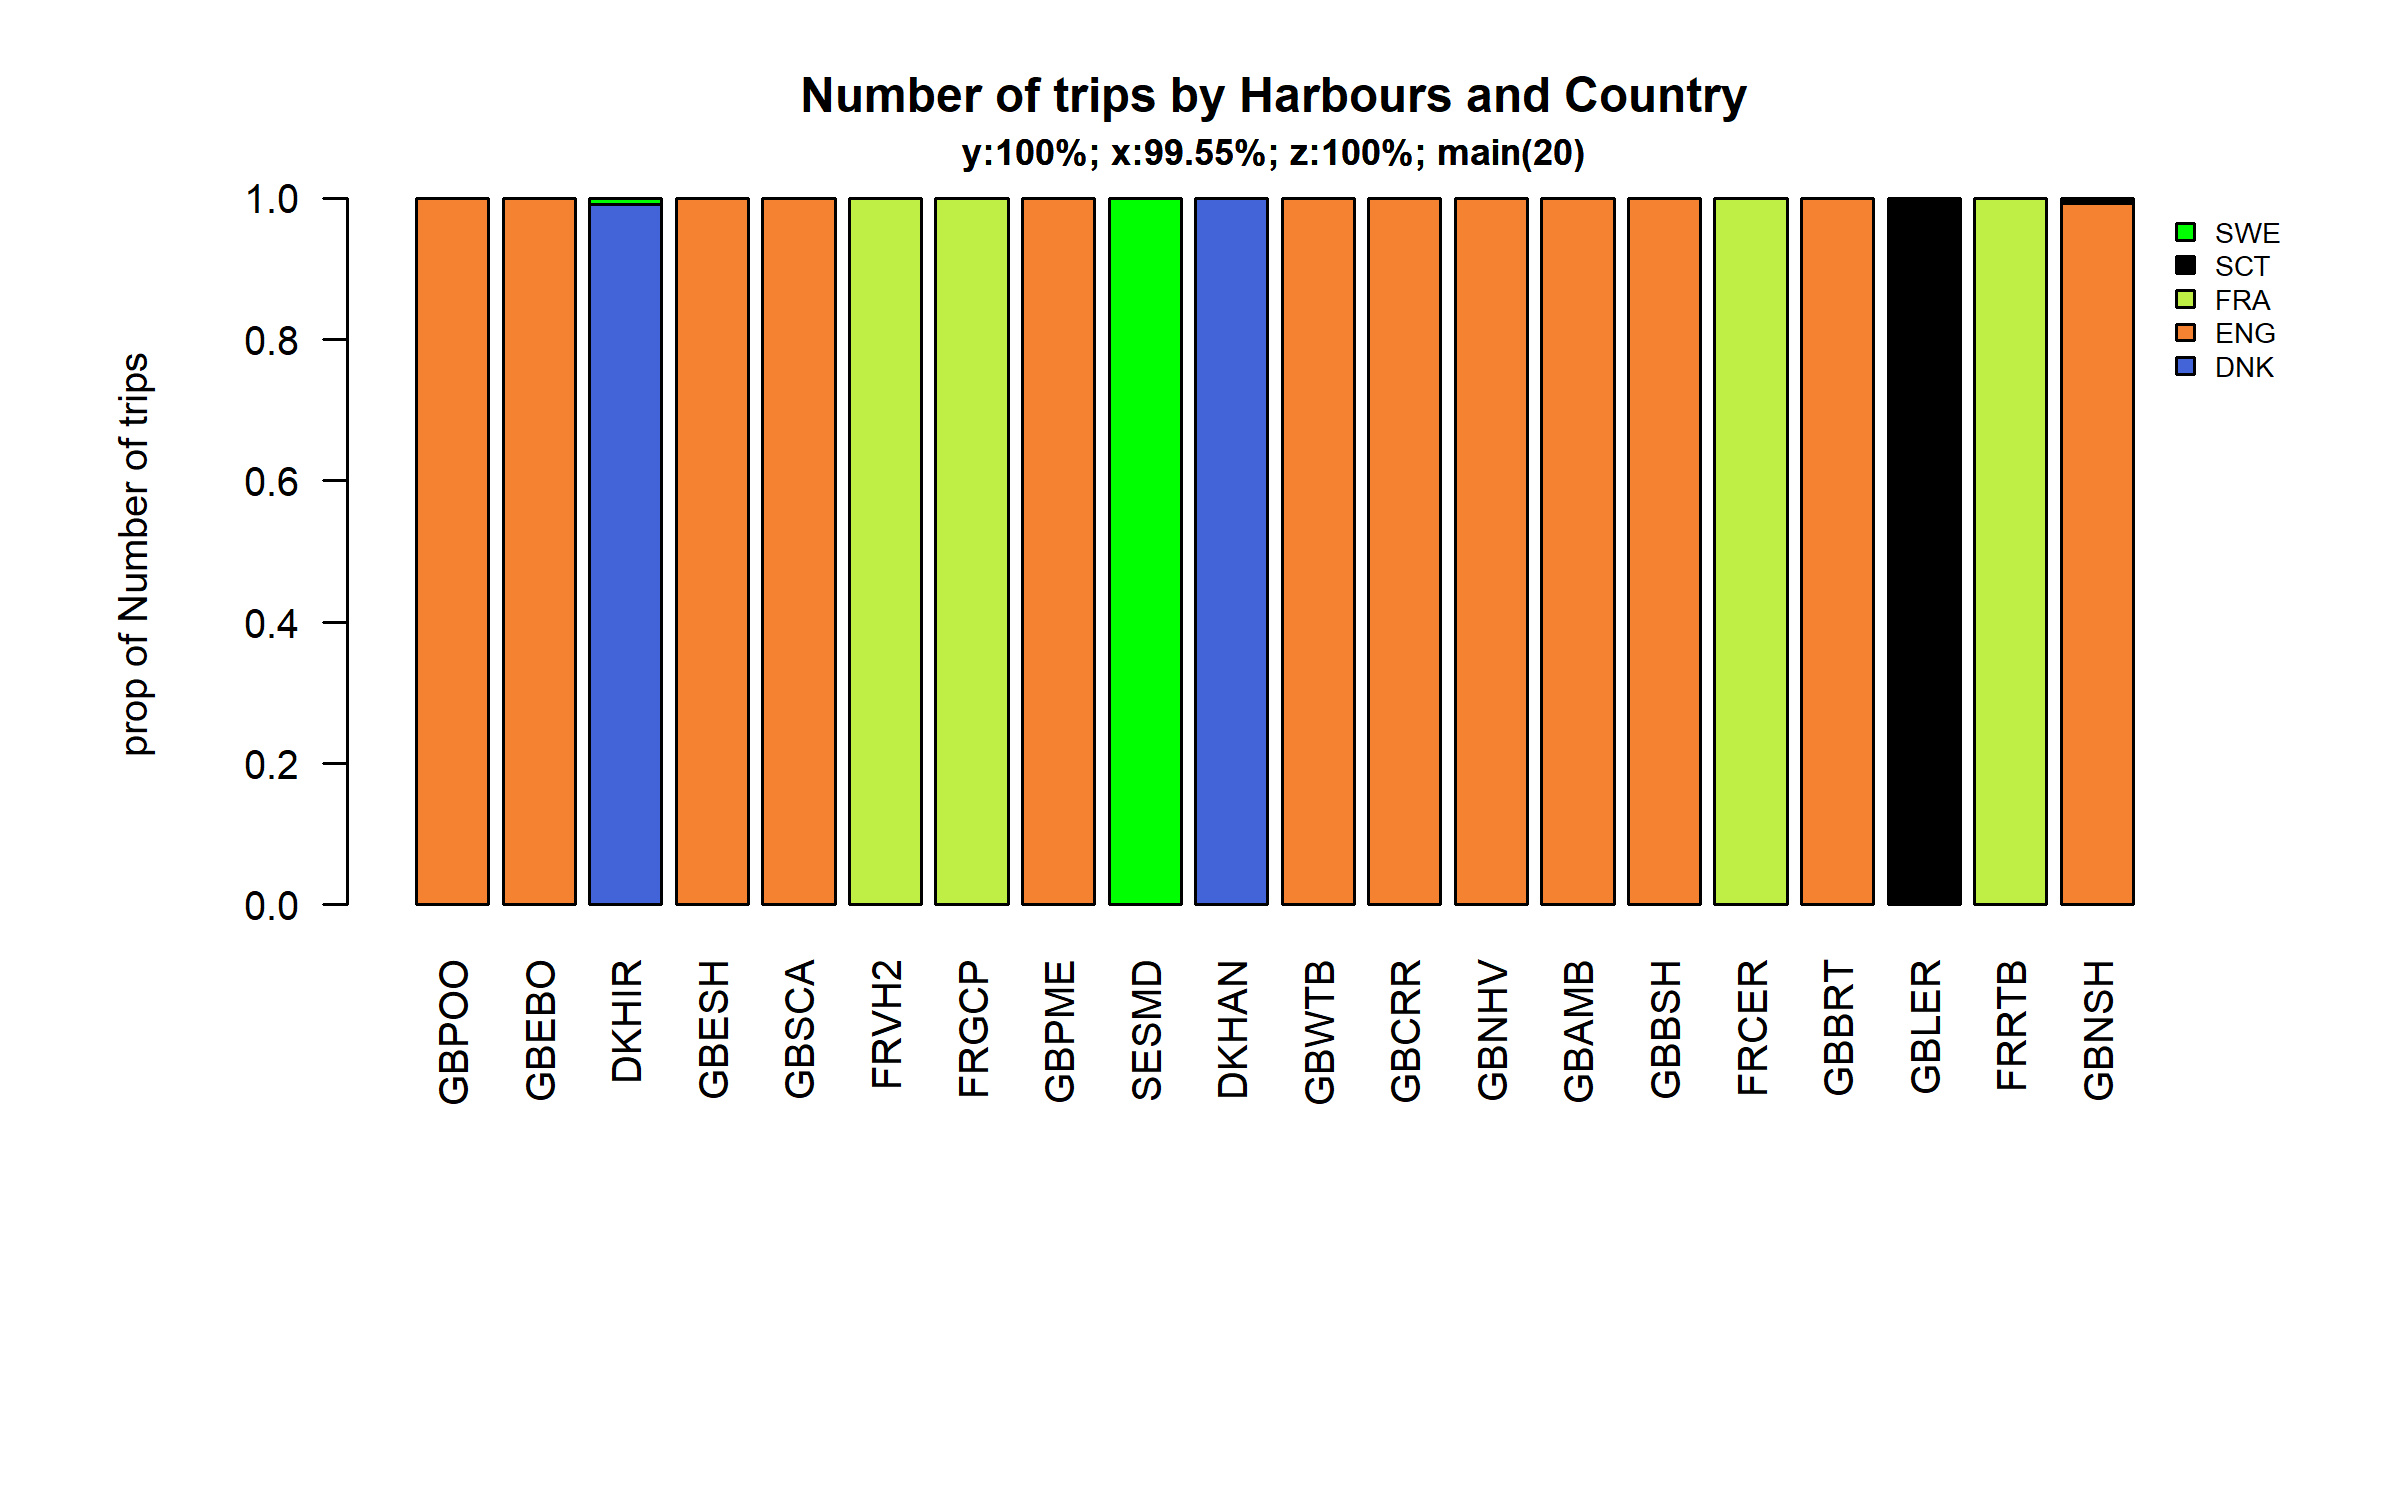 Number of trips by Harbours and Country
y:100%; x:99.55%; z:100%; main(20)
prop of Number of trips
1.0
0.8
0.6
0.4
0.2
0.0
SWE
SCT
FRA
ENG
DNK
GBPOO
GBEBO
DKHIR
GBESH
GBSCA
FRVH2
FRGCP
GBPME
SESMD
DKHAN
GBWTB
GBCRR
GBNHV
GBAMB
GBBSH
FRCER
GBBRT
GBLER
FRRTB
GBNSH